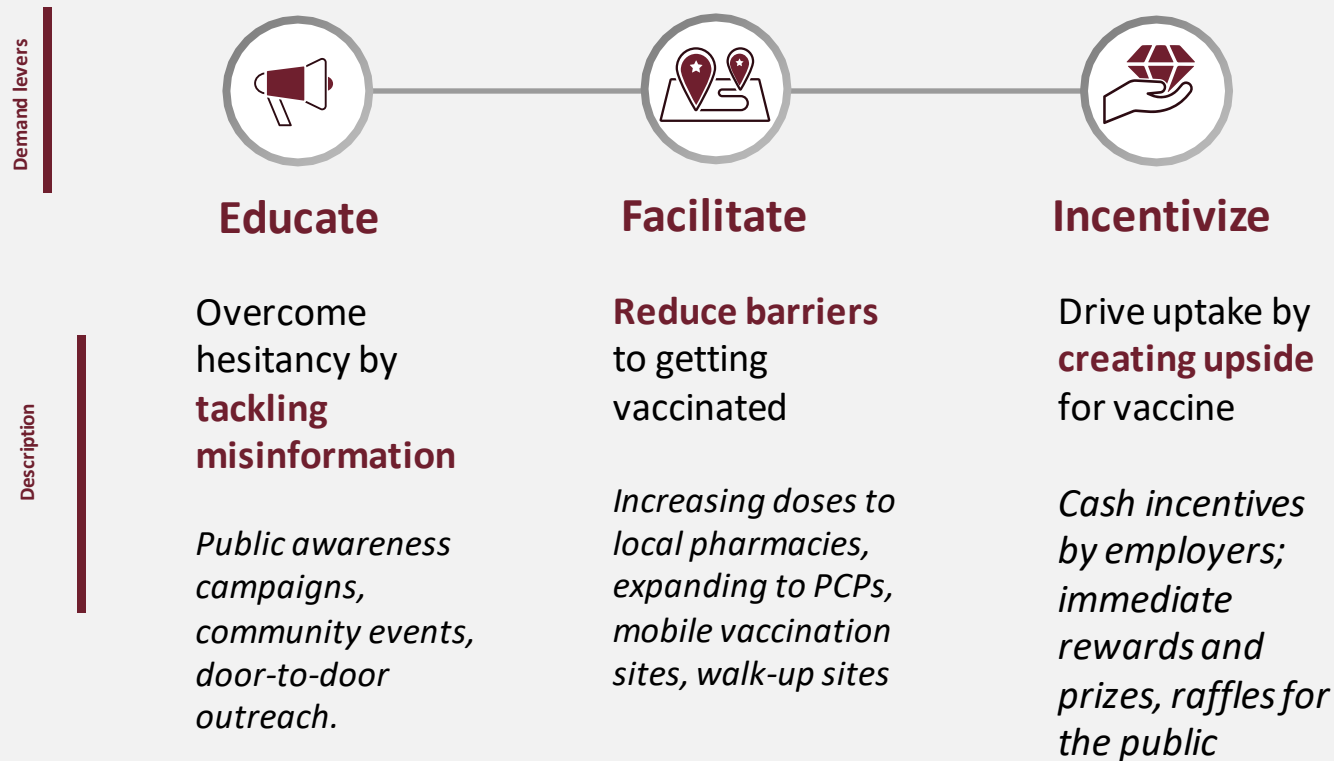 Demand levers
Educate
Facilitate
Incentivize
Description
Overcome
hesitancy by
tackling
misinformation
Public awareness
campaigns,
community events,
door-to-door
outreach.
Reduce barriers
to getting
vaccinated
Increasing doses to
local pharmacies,
expanding to PCPs,
mobile vaccination
sites, walk-up sites
Drive uptake by
creating upside
for vaccine
Cash incentives
by employers;
immediate
rewards and
prizes, raffles for
the public